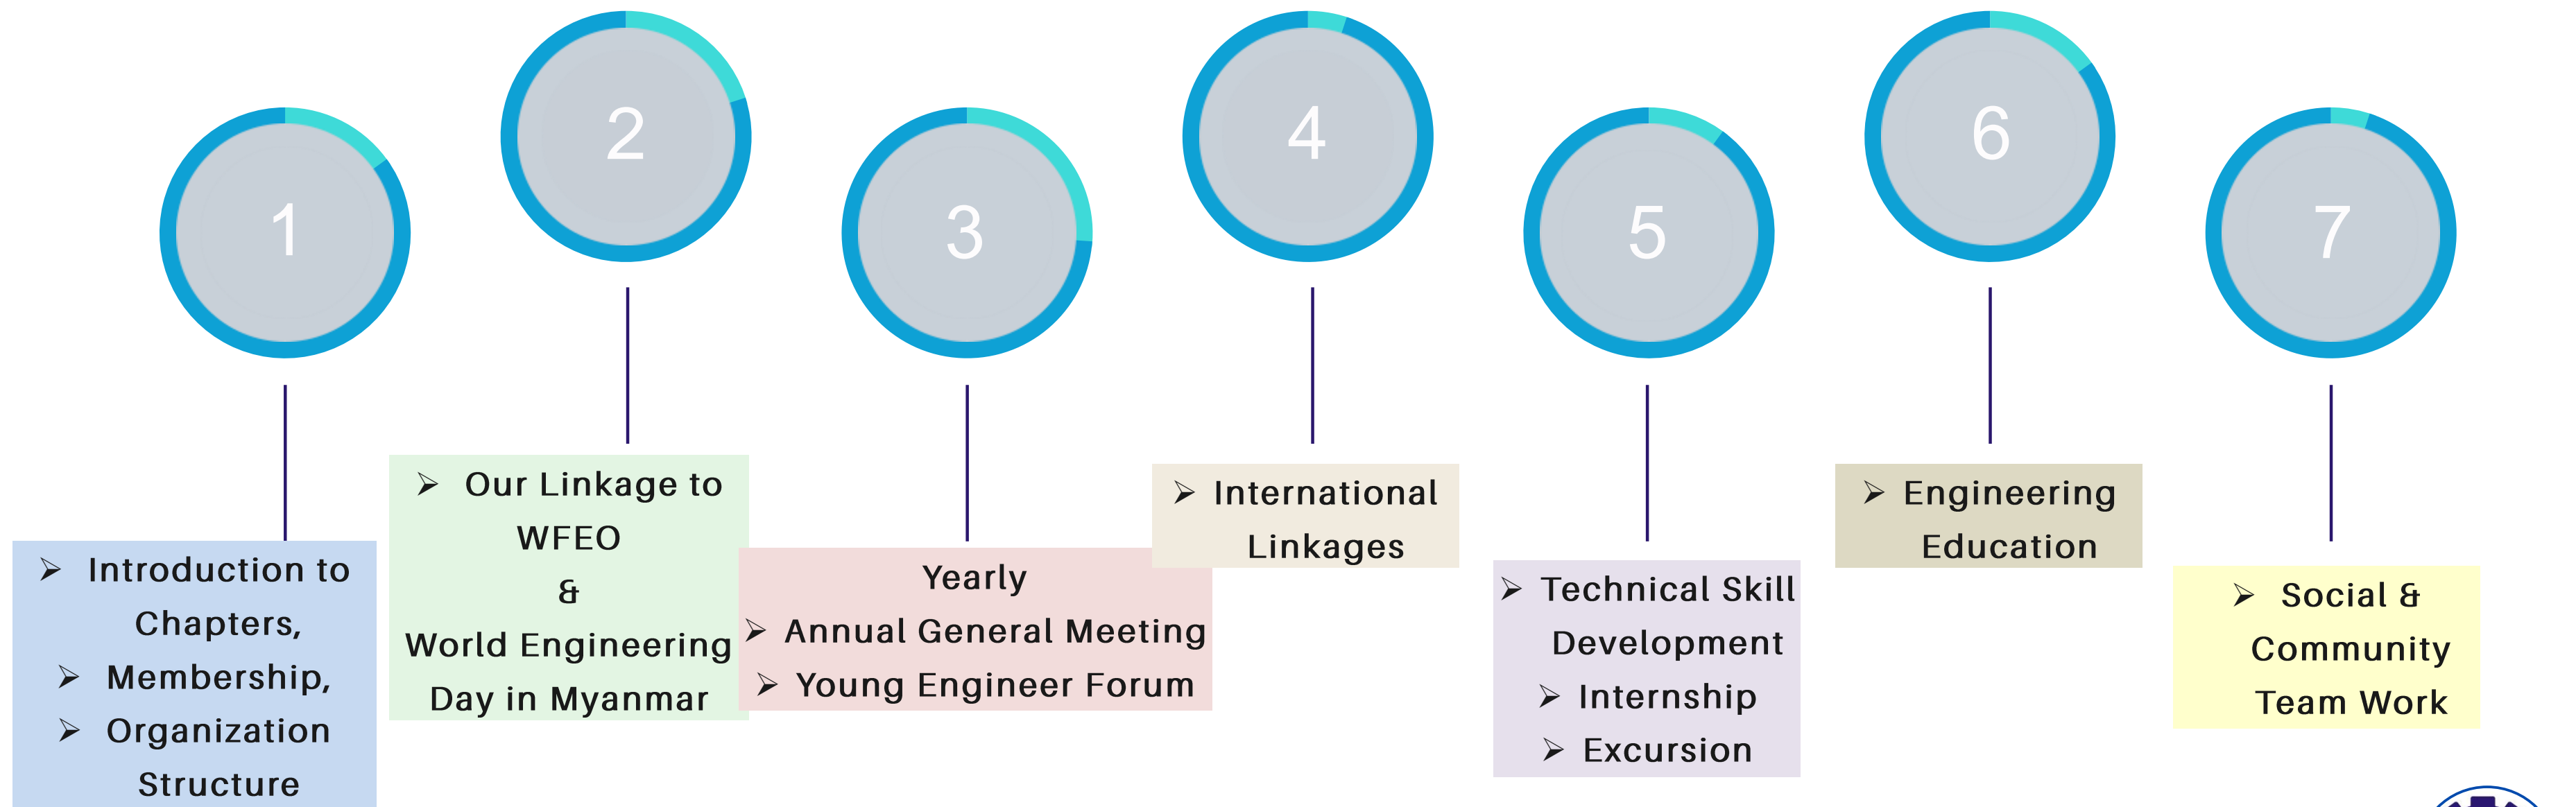 1
➢ Introduction to
Chapters,
➢ Membership,
➢ Organization
Structure
2
➢ Our Linkage to
WFEO
&
World Engineering
Day in Myanmar
3
Yearly
➢ Annual General Meeting
➢ Young Engineer Forum
4
➢ International
Linkages
5
➢ Technical Skill
Development
➢ Internship
➢ Excursion
6
➢ Engineering
Education
7
➢ Social &
Community
Team Work